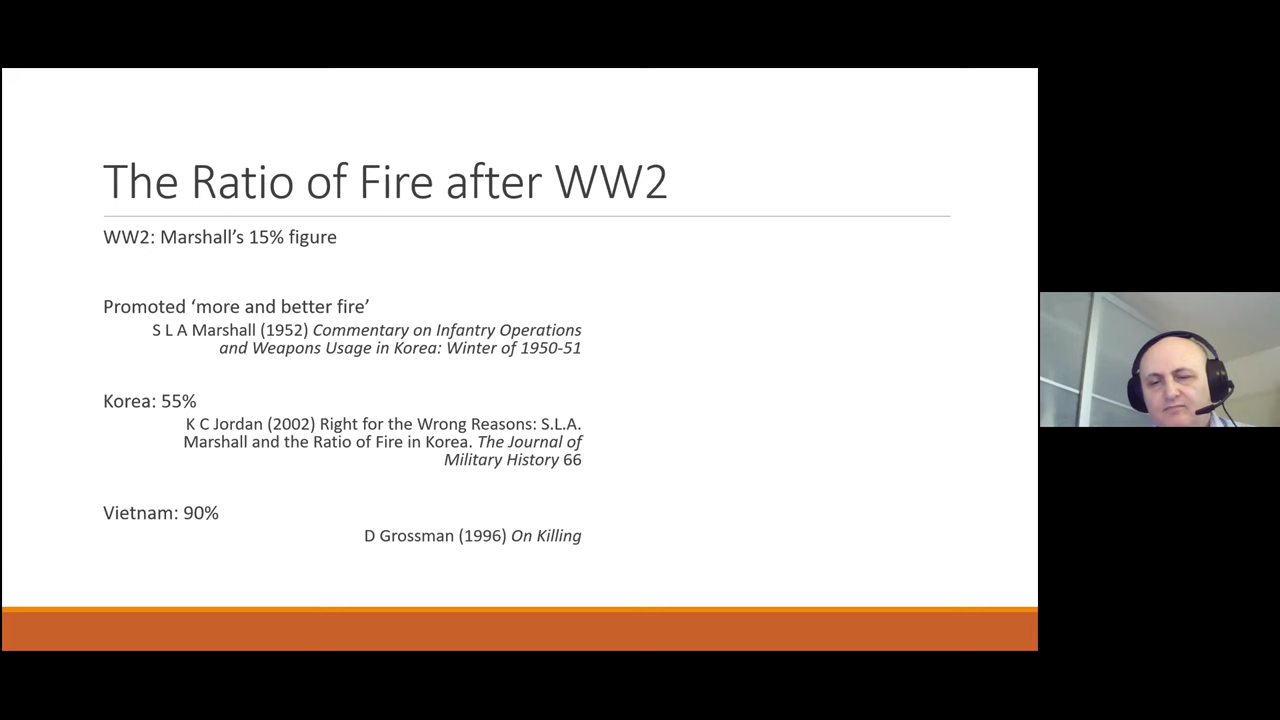 The Ratio of Fire after WW2
WW2: Marshall’s 15% figure
Promoted ‘more and better fire’
S L A Marshall (1952) Commentary on Infantry Operations
and Weapons Usage in Korea: Winter of 1950-51
Korea: 55%
K C Jordan (2002) Right for the Wrong Reasons: S.L.A.
Marshall and the Ratio of Fire in Korea. The Journal of
Military History 66
Vietnam: 90%
D Grossman (1996) On Killing